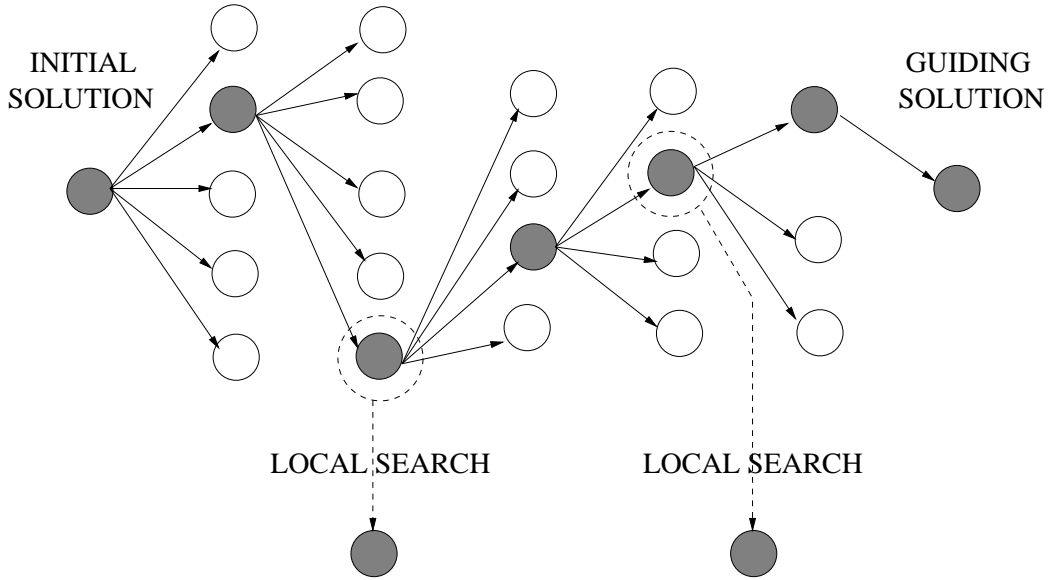 INITIAL
SOLUTION
GUIDING
SOLUTION
LOCAL SEARCH
LOCAL SEARCH